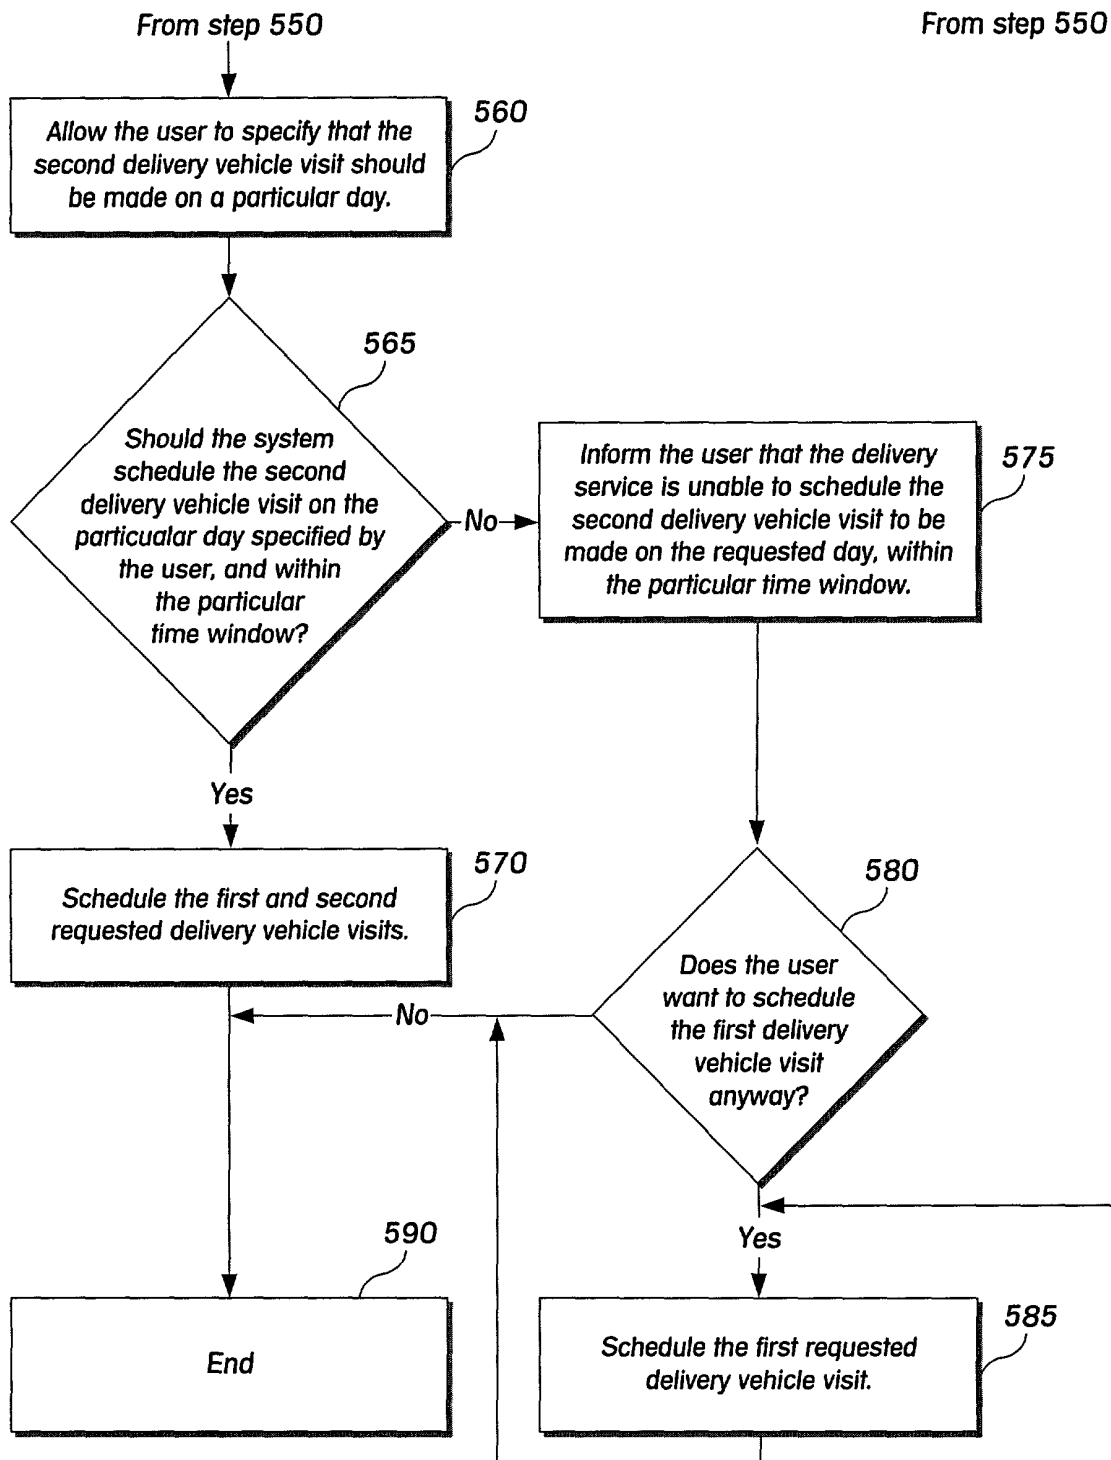 From step 550
From step 550
560
Allow the user to specify that the
second delivery vehicle visit should
be made on a particular day.
565
Should the system
schedule the second
delivery vehicle visit on the
particualar day specified by
the user, and within
the particular
time window?
No
Inform the user that the delivery
service is unable to schedule the
second delivery vehicle visit to be
made on the requested day, within
the particular time window.
575
Yes
570
Schedule the first and second
requested delivery vehicle visits.
580
Does the user
want to schedule
the first delivery
vehicle visit
anyway?
No
Yes
590
End
585
Schedule the first requested
delivery vehicle visit.